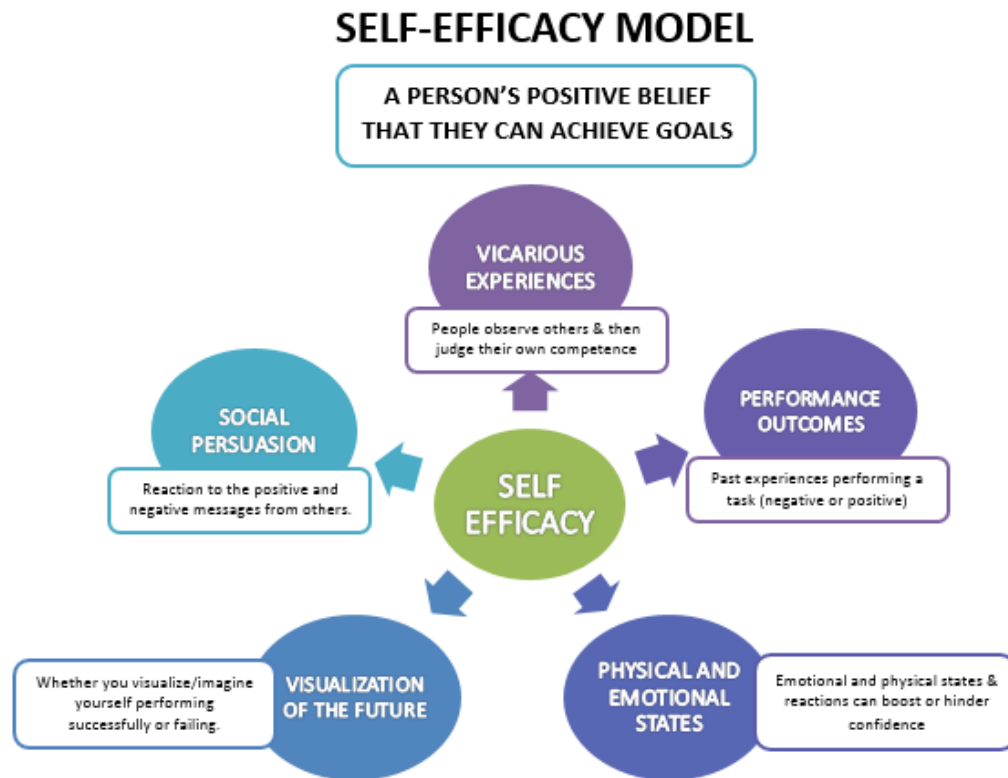 SELF-EFFICACY MODEL
A PERSON'S POSITIVE BELIEF
THAT THEY CAN ACHIEVE GOALS
VICARIOUS
EXPERIENCES
People observe others & then
judge their own competence
SOCIAL
PERSUASION
Reaction to the positive and
negative messages from others.
PERFORMANCE
OUTCOMES
Past experiences performing a
task (negative or positive)
SELF
EFFICACY
Whether you visualize/imagine
yourself performing
successfully or failing.
VISUALIZATION
OF THE FUTURE
PHYSICAL AND
EMOTIONAL
STATES
Emotional and physical states &
reactions can boost or hinder
confidence